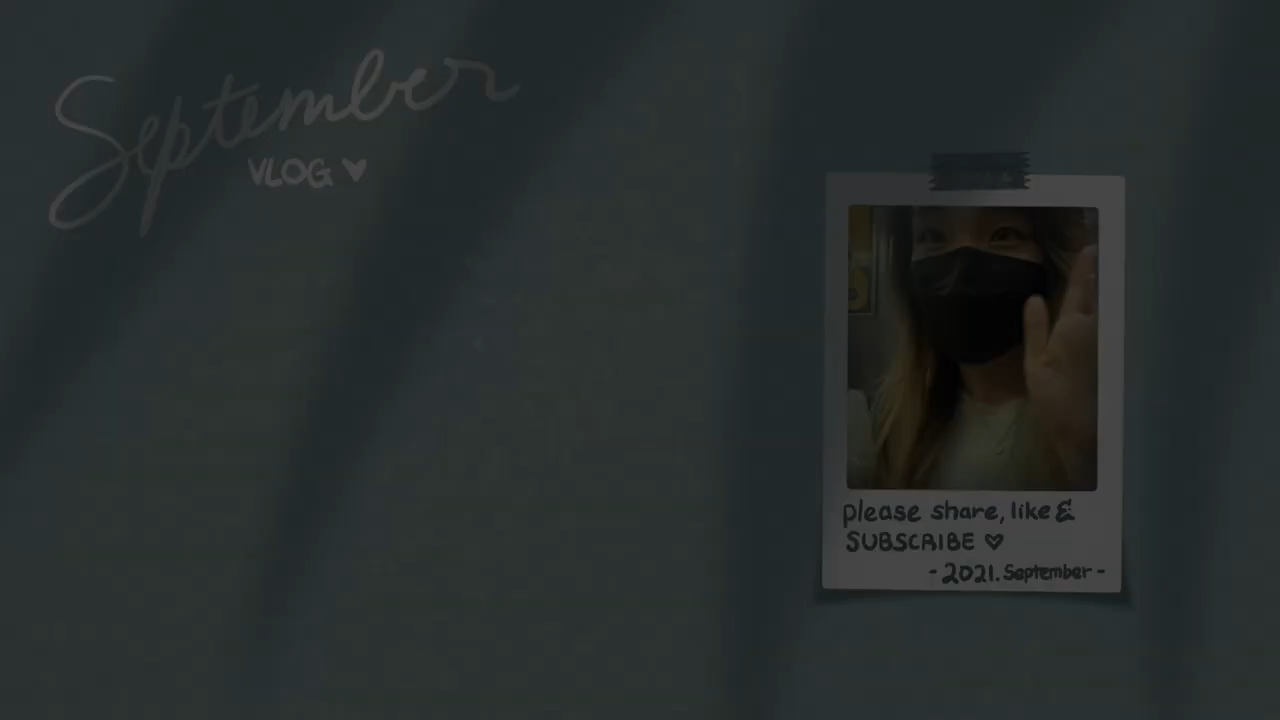 September
VLOG ♥
please share, like &
SUBSCRIBE ♡
- 2021. September -